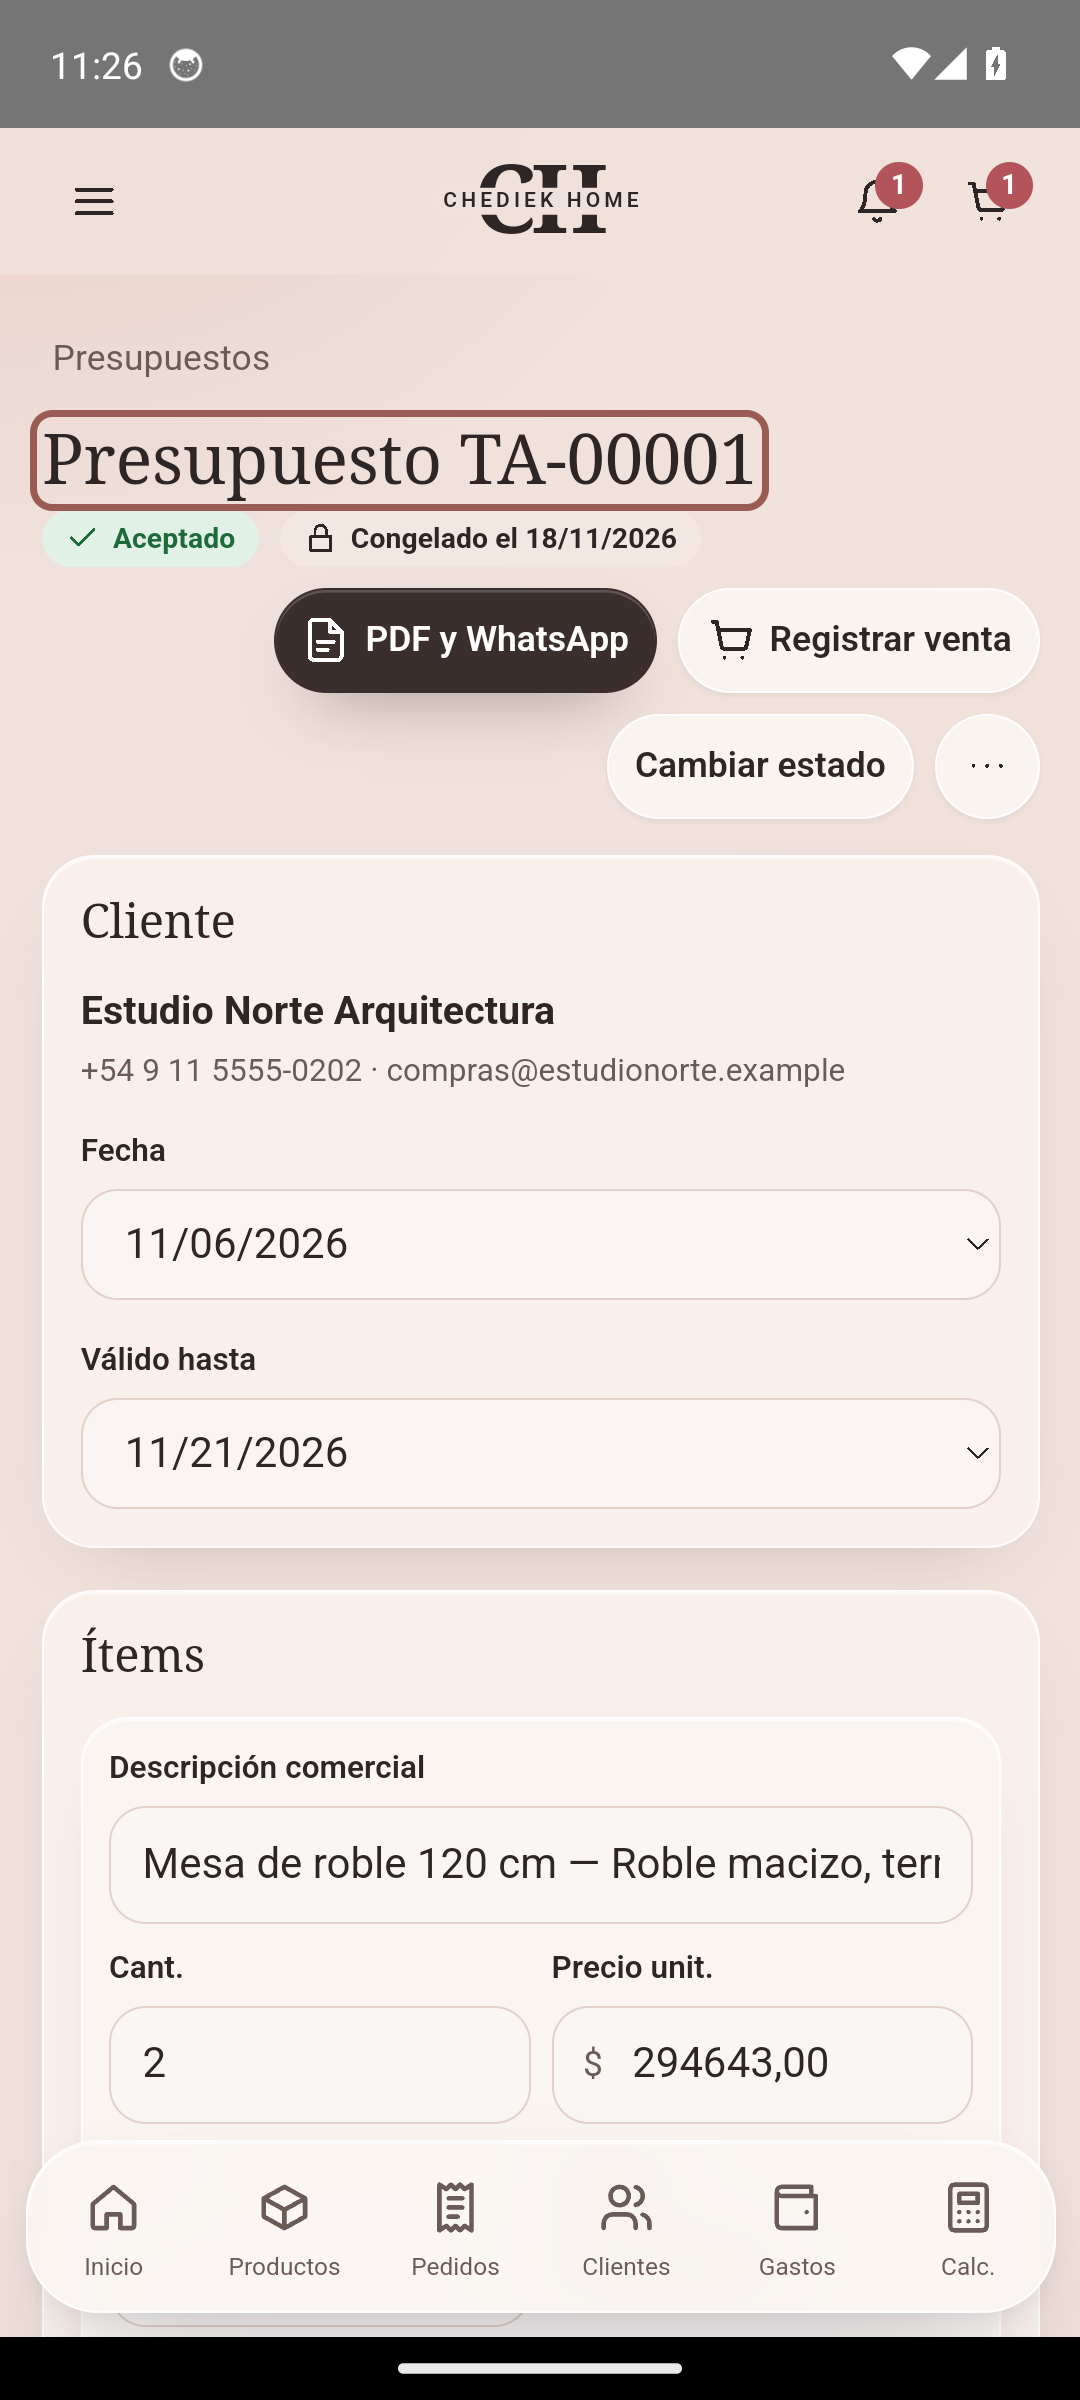 11:26
CH
CHEDIEK HOME
1
1
Presupuestos
Presupuesto TA-00001
Aceptado
Congelado el 18/11/2026
PDF y WhatsApp
Registrar venta
Cambiar estado
...
Cliente
Estudio Norte Arquitectura
+54 9 11 5555-0202 · compras@estudionorte.example
Fecha
11/06/2026
Válido hasta
11/21/2026
Ítems
Descripción comercial
Mesa de roble 120 cm — Roble macizo,
Cant.
Precio unit.
2
$ 294643,00
Inicio
Productos
Pedidos
Clientes
Gastos
Calc.